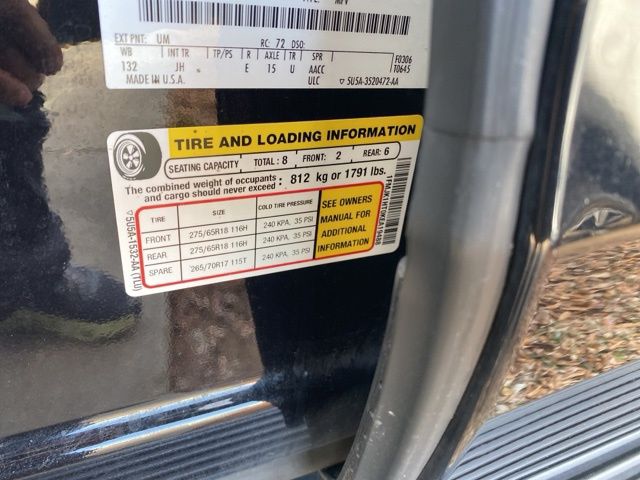 EXT PNT: UM RC: 72 DSO:
WB INT TR TP/PS R AXLE TR SPR F0306
132 JH E 15 U AACC T0645
MADE IN U.S.A. ULC ▽ 5U5A-3520472-AA
TIRE AND LOADING INFORMATION
SEATING CAPACITY TOTAL: 8 FRONT: 2 REAR: 6
The combined weight of occupants and cargo should never exceed : 812 kg or 1791 lbs.
TIRE SIZE COLD TIRE PRESSURE
FRONT 275/65R18 116H 240 KPA, 35 PSI
REAR 275/65R18 116H 240 KPA, 35 PSI
SPARE 265/70R17 115T 240 KPA, 35 PSI
SEE OWNERS
MANUAL FOR
ADDITIONAL
INFORMATION
▽5U5A-1532-AA (TLU)